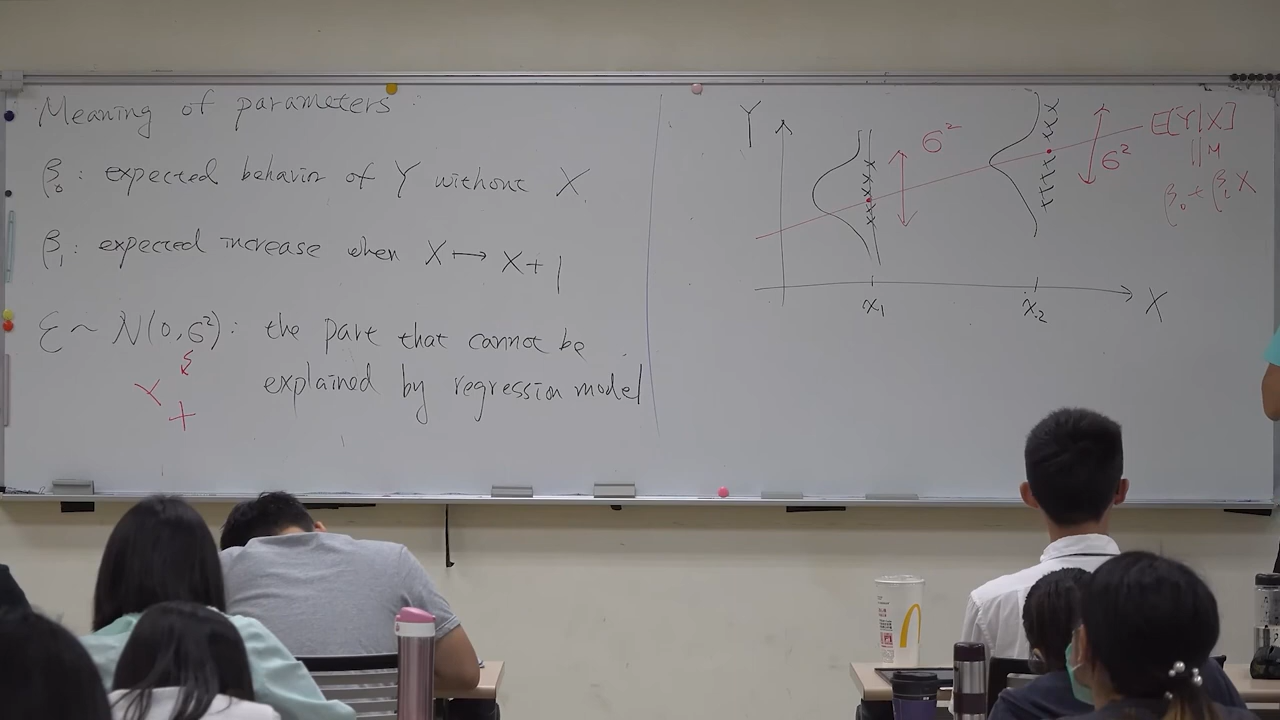 Meaning of parameters:
β₀: expected behavior of Y without X
β₁: expected increase when X ↦ X+1
ε ~ N(0, σ²): the part that cannot be
explained by regression model
Y
+
Y
σ²
σ²
E[Y|X]
|| M
β₀ + β₁ X
x₁
x₂
X